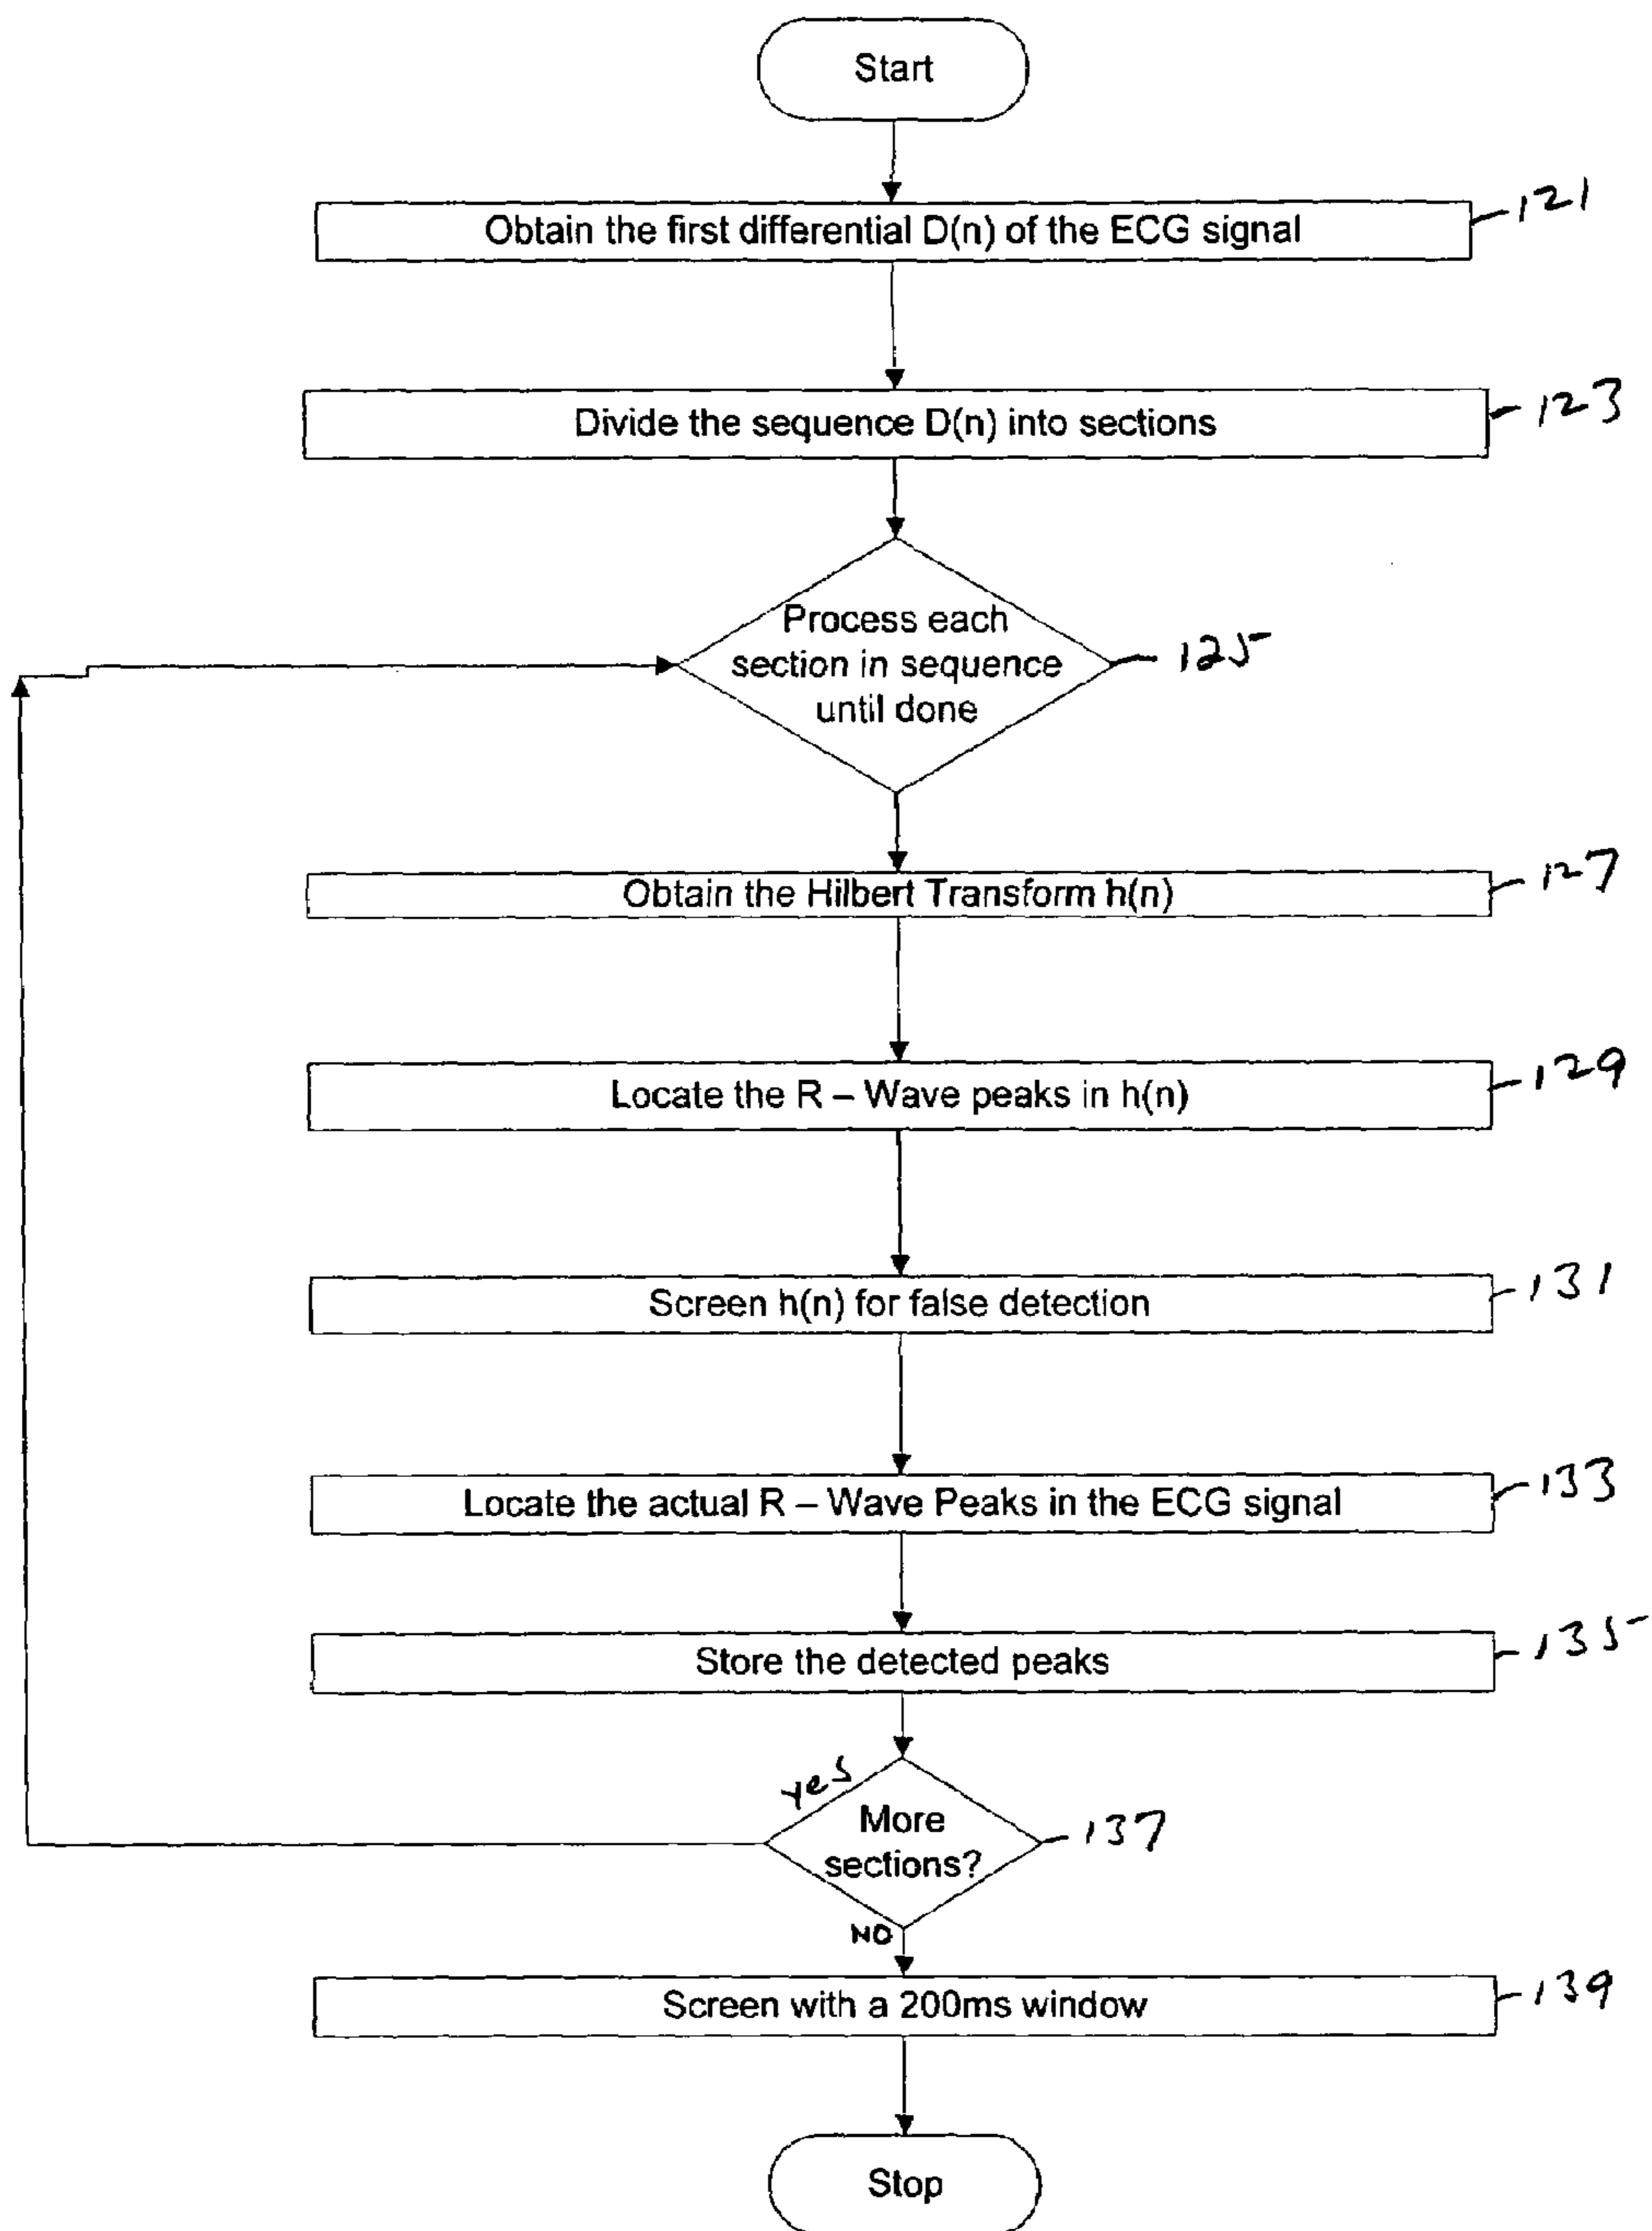 Start
Obtain the first differential D(n) of the ECG signal
121
Divide the sequence D(n) into sections
123
Process each
section in sequence
until done
125
Obtain the Hilbert Transform h(n)
127
Locate the R – Wave peaks in h(n)
129
Screen h(n) for false detection
131
Locate the actual R – Wave Peaks in the ECG signal
133
Store the detected peaks
135
yes
More
sections?
137
NO
Screen with a 200ms window
139
Stop